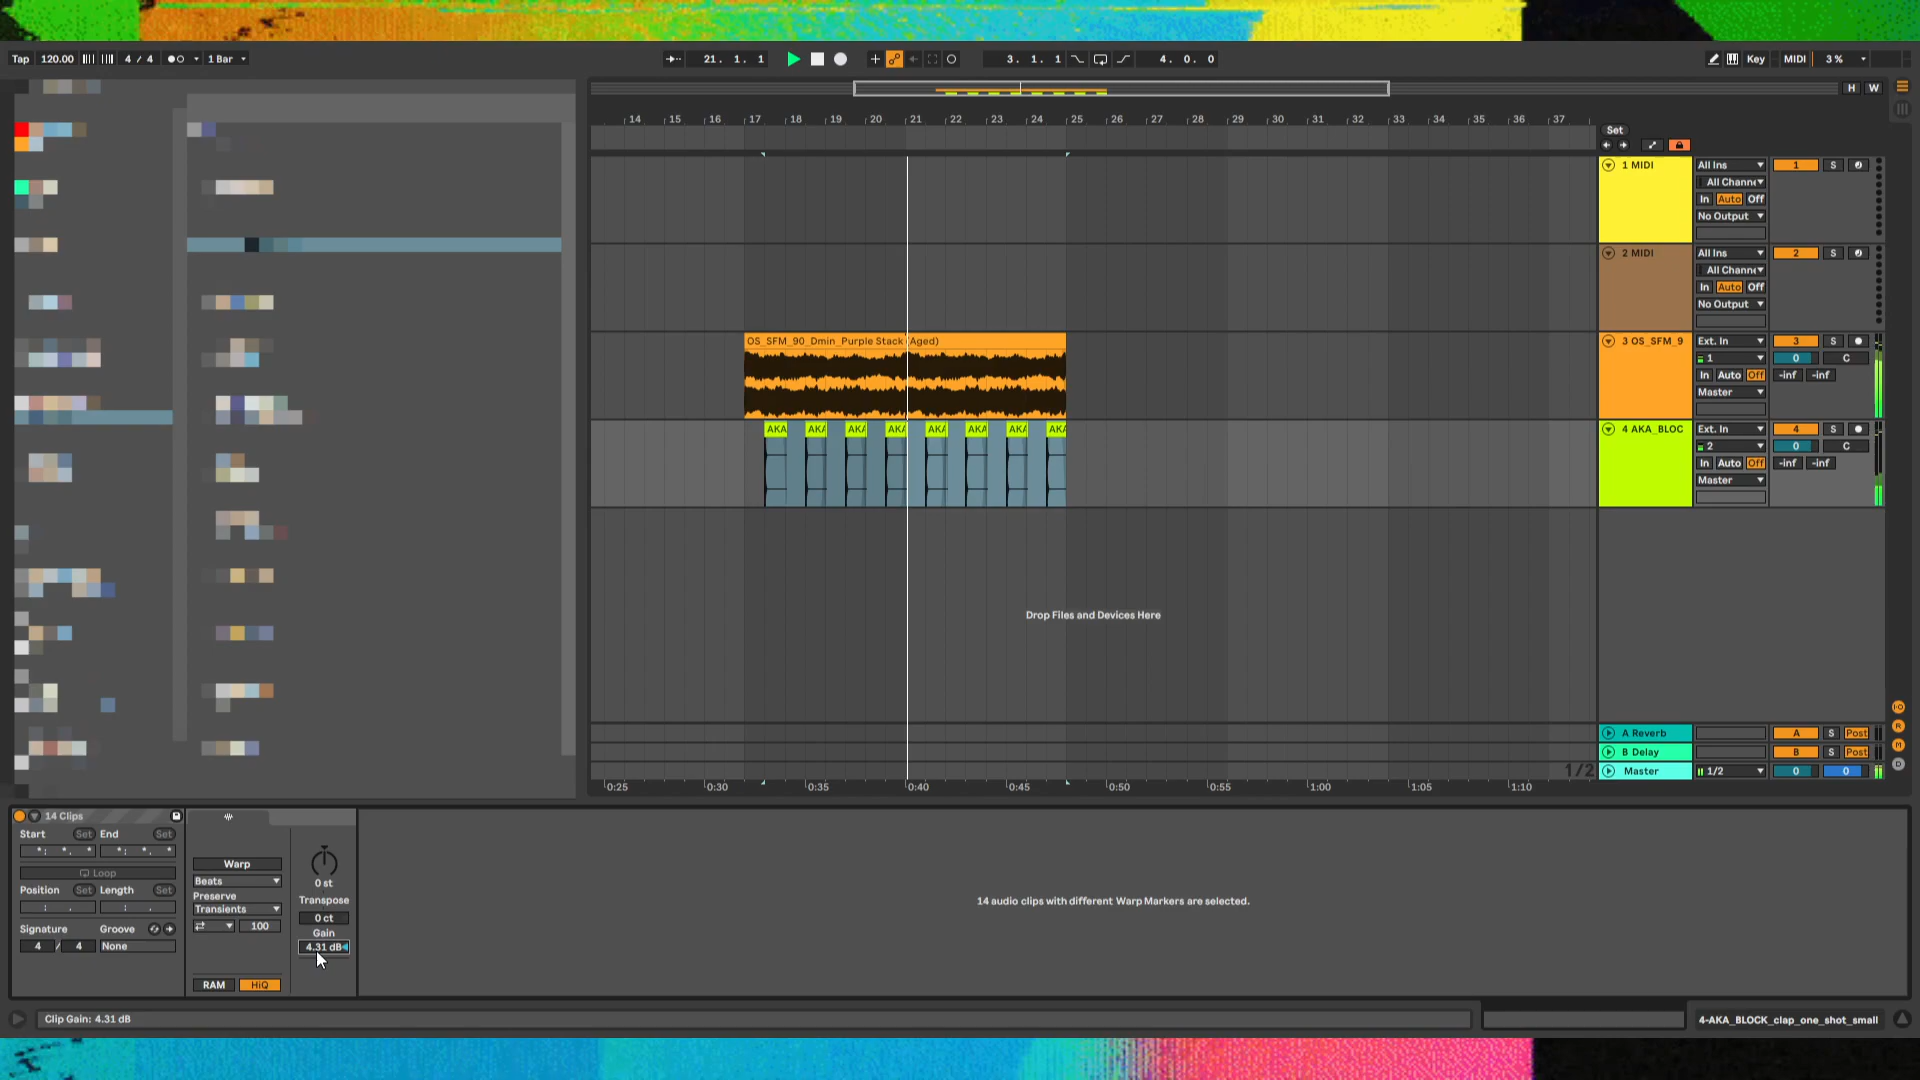 Tap 120.00 4 / 4 1 Bar 21. 1. 1 3. 1. 1 4. 0. 0 Key MIDI 3 %
H W
14 15 16 17 18 19 20 21 22 23 24 25 26 27 28 29 30 31 32 33 34 35 36 37
Set
1 MIDI All Ins 1 S
All Channe
In Auto Off
No Output
2 MIDI All Ins 2 S
All Channe
In Auto Off
No Output
OS_SFM_90_Dmin_Purple Stack (Aged) 3 OS_SFM_9 Ext. In 3 S
1 0 C
In Auto Off -inf -inf
Master
AKA AKA AKA AKA AKA AKA AKA AKA 4 AKA_BLOC Ext. In 4 S
2 0 C
In Auto Off -inf -inf
Master
Drop Files and Devices Here
A Reverb A S Post
B Delay B S Post
1/2 Master 1/2 0 0
0:25 0:30 0:35 0:40 0:45 0:50 0:55 1:00 1:05 1:10
14 Clips
Start Set End Set
Loop
Position Set Length Set
Signature Groove
4 / 4 None
Warp
Beats
Preserve
Transients
100
RAM HiQ
0 st
Transpose
0 ct
Gain
4.31 dB
14 audio clips with different Warp Markers are selected.
Clip Gain: 4.31 dB
4-AKA_BLOCK_clap_one_shot_small